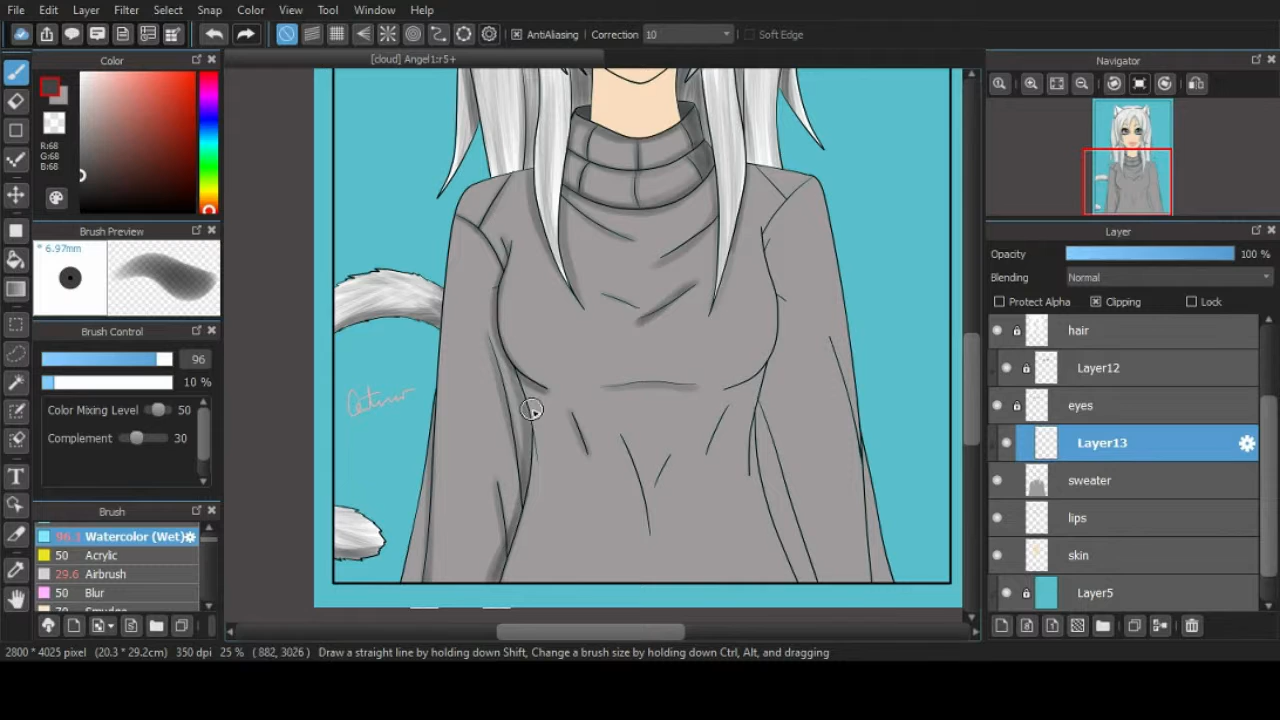 File Edit Layer Filter Select Snap Color View Tool Window Help
AntiAliasing Correction 10 Soft Edge
Color
[cloud] Angel1:r5+
Navigator
R:68
G:68
B:68
Brush Preview
* 6.97mm
Layer
Opacity 100 %
Blending Normal
Protect Alpha Clipping Lock
Brush Control
96
10 %
Color Mixing Level 50
Complement 30
hair
Layer12
eyes
Layer13
sweater
lips
skin
Layer5
Brush
96.1 Watercolor (Wet)
50 Acrylic
29.6 Airbrush
50 Blur
2800 * 4025 pixel (20.3 * 29.2cm) 350 dpi 25 % ( 882, 3026 ) Draw a straight line by holding down Shift, Change a brush size by holding down Ctrl, Alt, and dragging